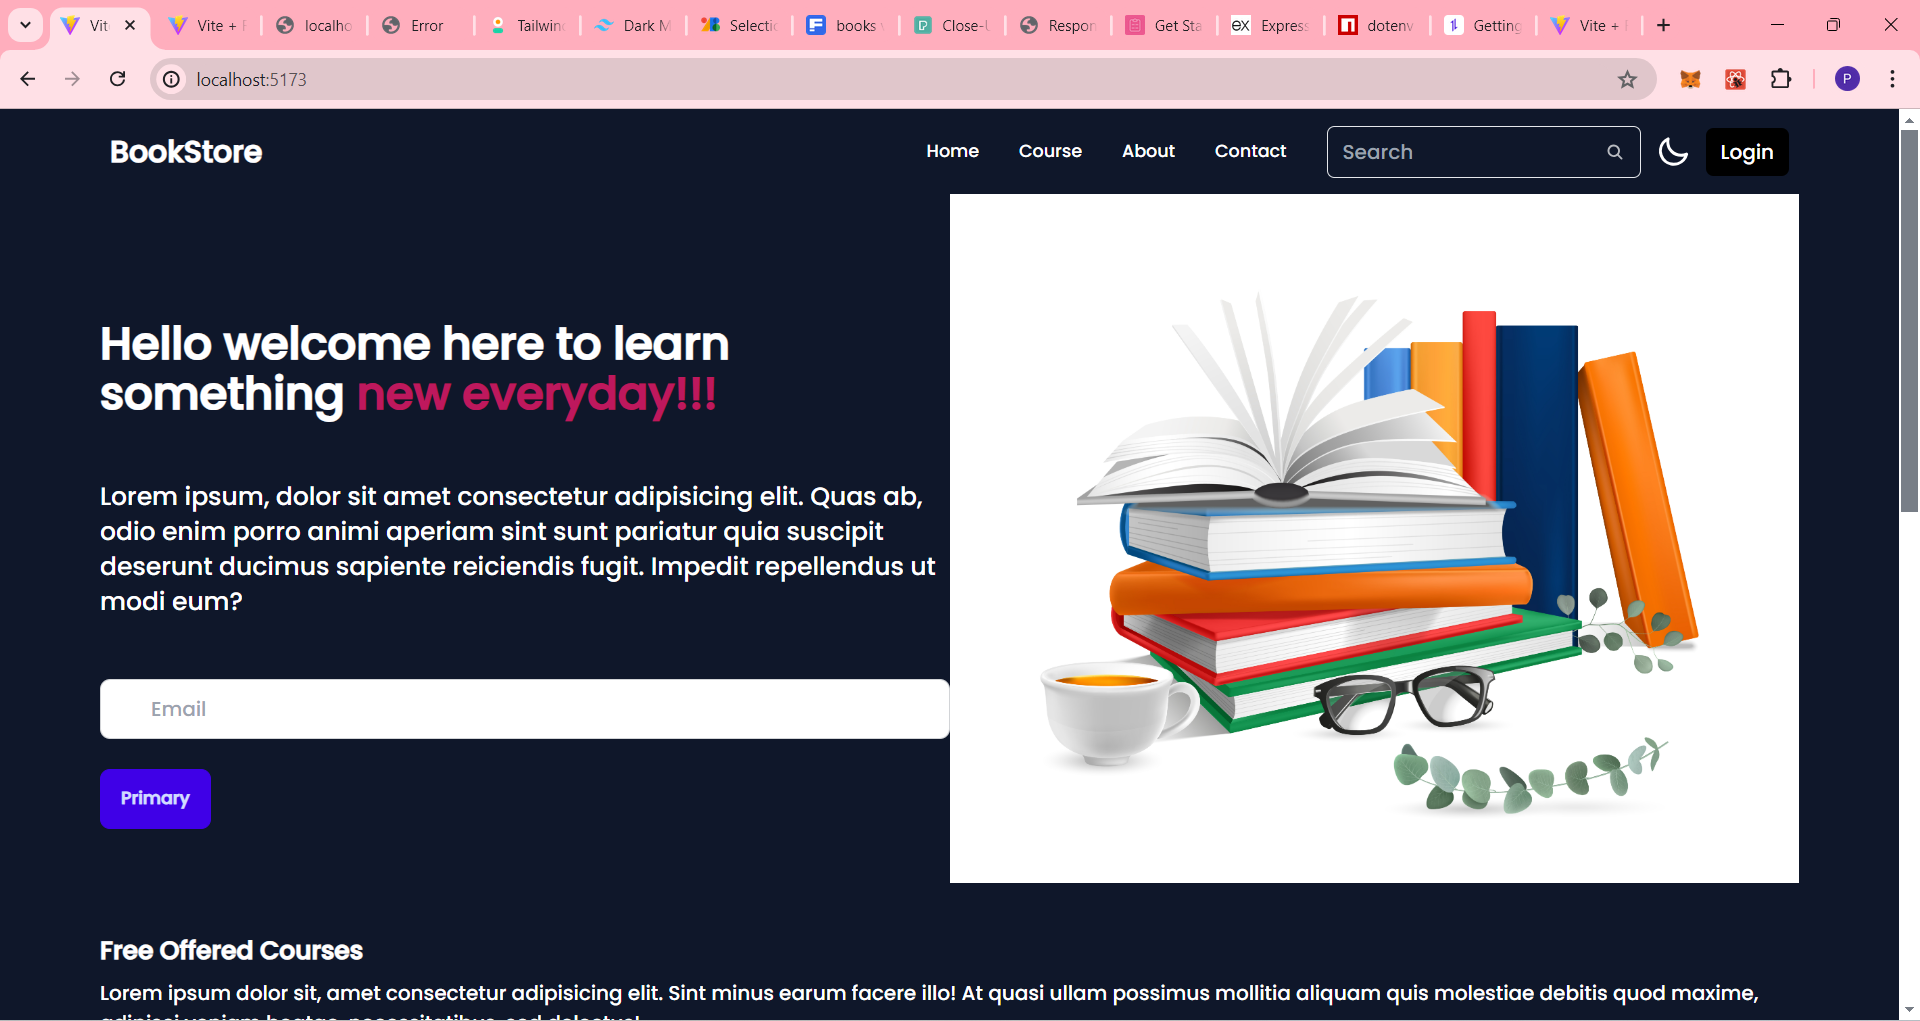 Vit
Vite + F
localho
Error
Tailwin
Dark M
Selectio
books v
Close-U
Respon
Get Sta
ex Express
dotenv
Getting
Vite +
localhost:5173
P
BookStore
Home
Course
About
Contact
Search
Login
Hello welcome here to learn
something new everyday!!!
Lorem ipsum, dolor sit amet consectetur adipisicing elit. Quas ab,
odio enim porro animi aperiam sint sunt pariatur quia suscipit
deserunt ducimus sapiente reiciendis fugit. Impedit repellendus ut
modi eum?
Email
Primary
Free Offered Courses
Lorem ipsum dolor sit, amet consectetur adipisicing elit. Sint minus earum facere illo! At quasi ullam possimus mollitia aliquam quis molestiae debitis quod maxime,